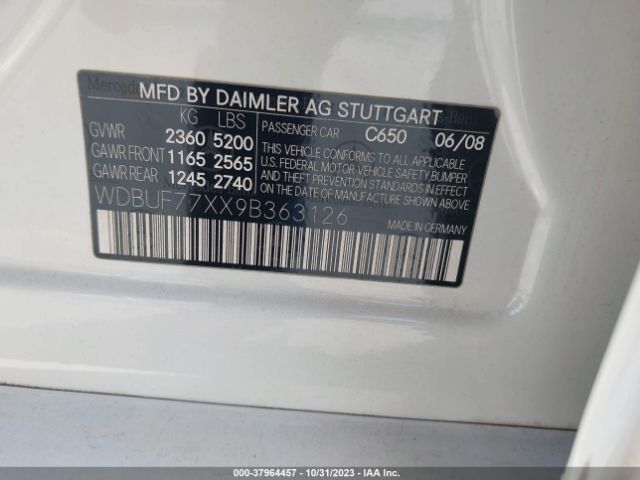 Mercedes-Benz
MFD BY DAIMLER AG STUTTGART
KG LBS
GVWR 2360 5200
GAWR FRONT 1165 2565
GAWR REAR 1245 2740
PASSENGER CAR C650 06/08
THIS VEHICLE CONFORMS TO ALL APPLICABLE
U.S. FEDERAL MOTOR VEHICLE SAFETY, BUMPER,
AND THEFT PREVENTION STANDARDS IN EFFECT
ON THE DATE OF MANUFACTURE SHOWN ABOVE.
WDBUF77XX9B363126
MADE IN GERMANY
000-37964457 - 10/31/2023 - IAA Inc.